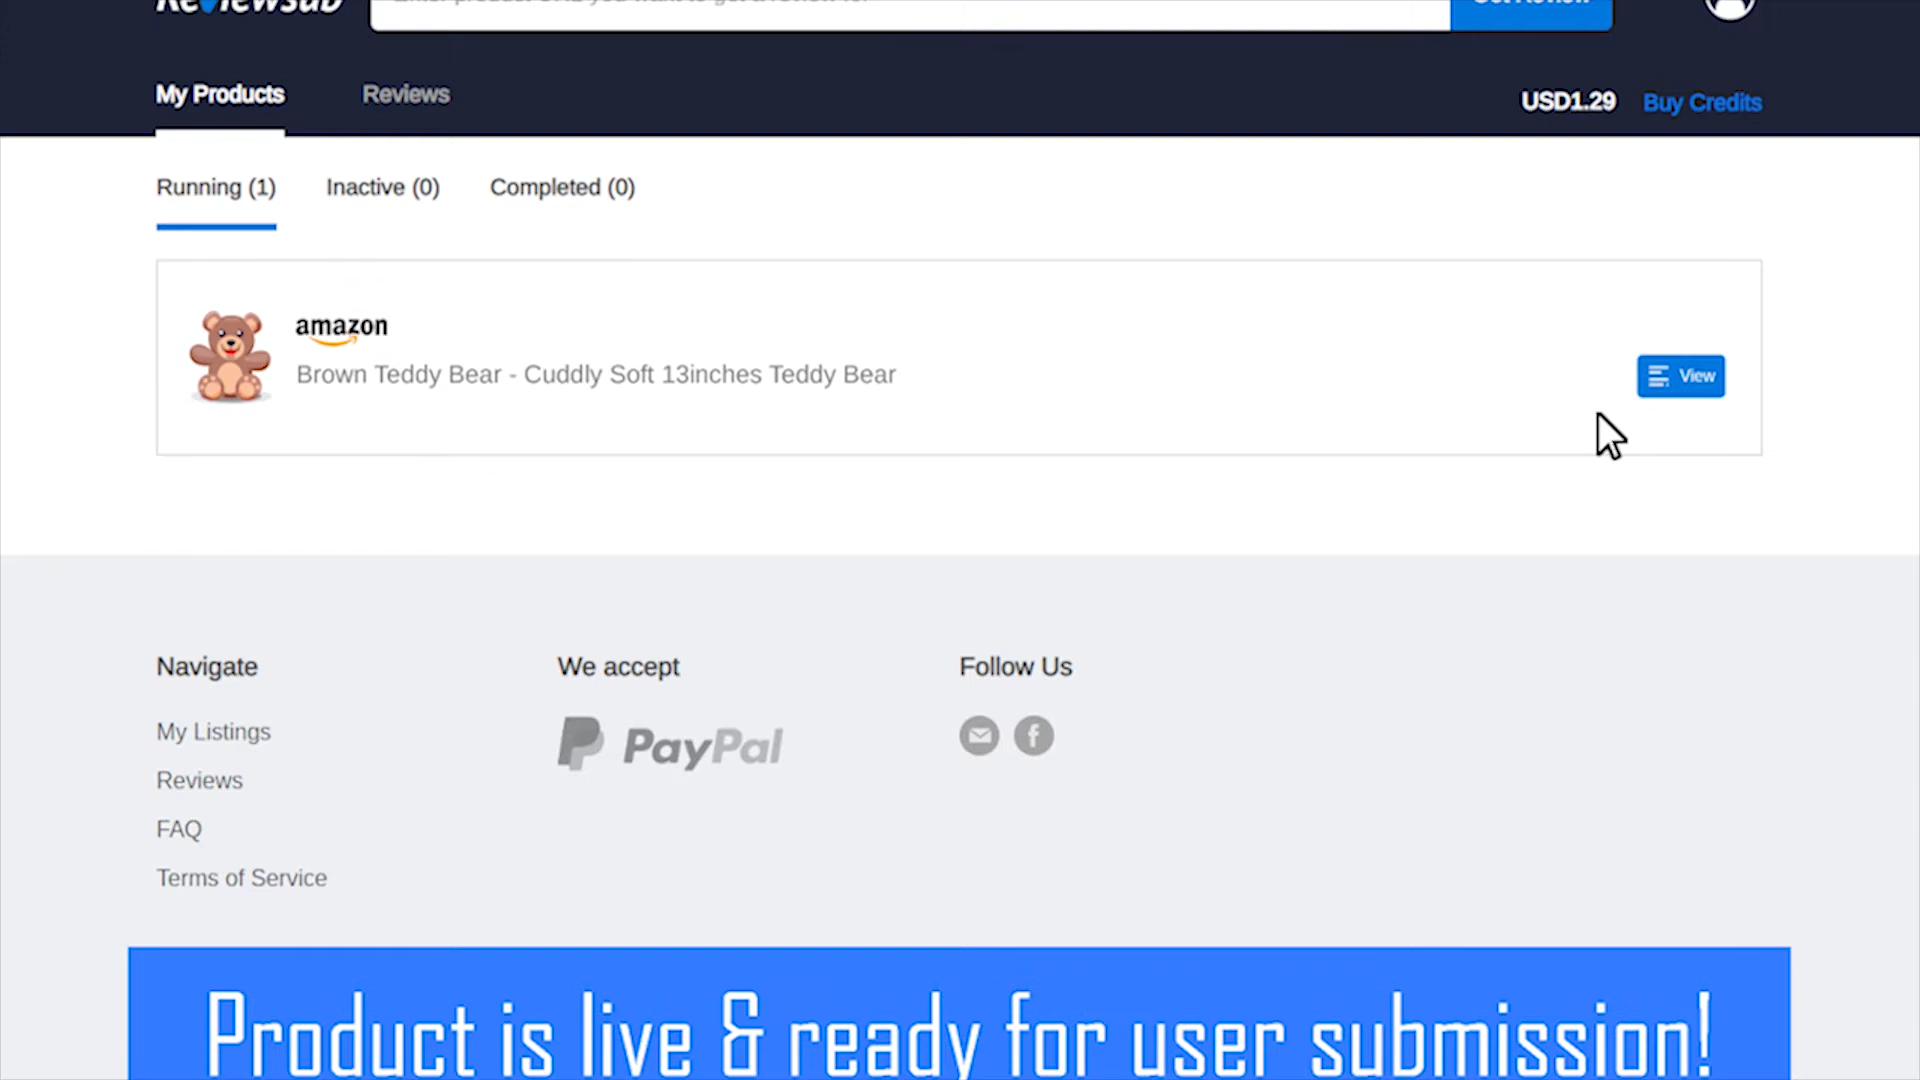 Reviewsub
My Products
Reviews
USD1.29
Buy Credits
Running (1)
Inactive (0)
Completed (0)
amazon
Brown Teddy Bear - Cuddly Soft 13inches Teddy Bear
View
Navigate
We accept
Follow Us
My Listings
PayPal
Reviews
FAQ
Terms of Service
Product is live & ready for user submission!